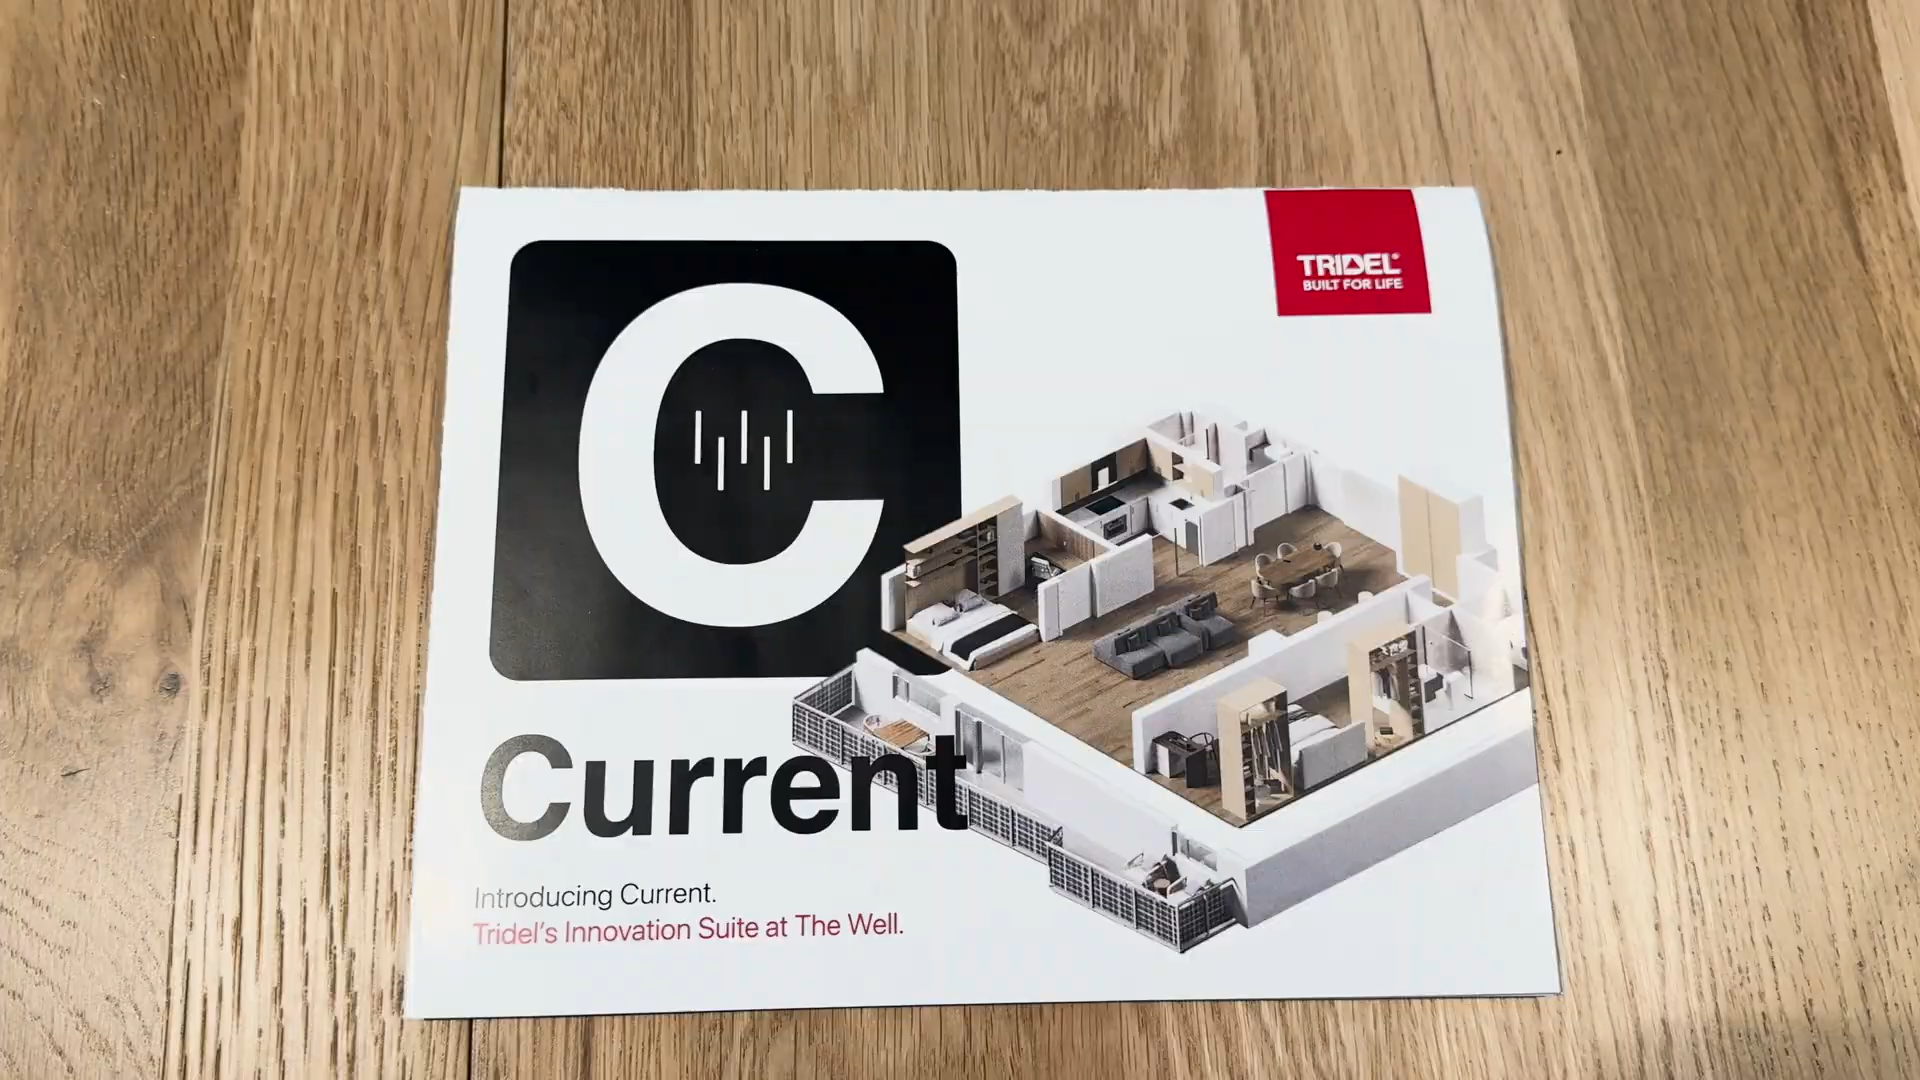 TRIDEL®
BUILT FOR LIFE
C
Current
Introducing Current.
Tridel's Innovation Suite at The Well.